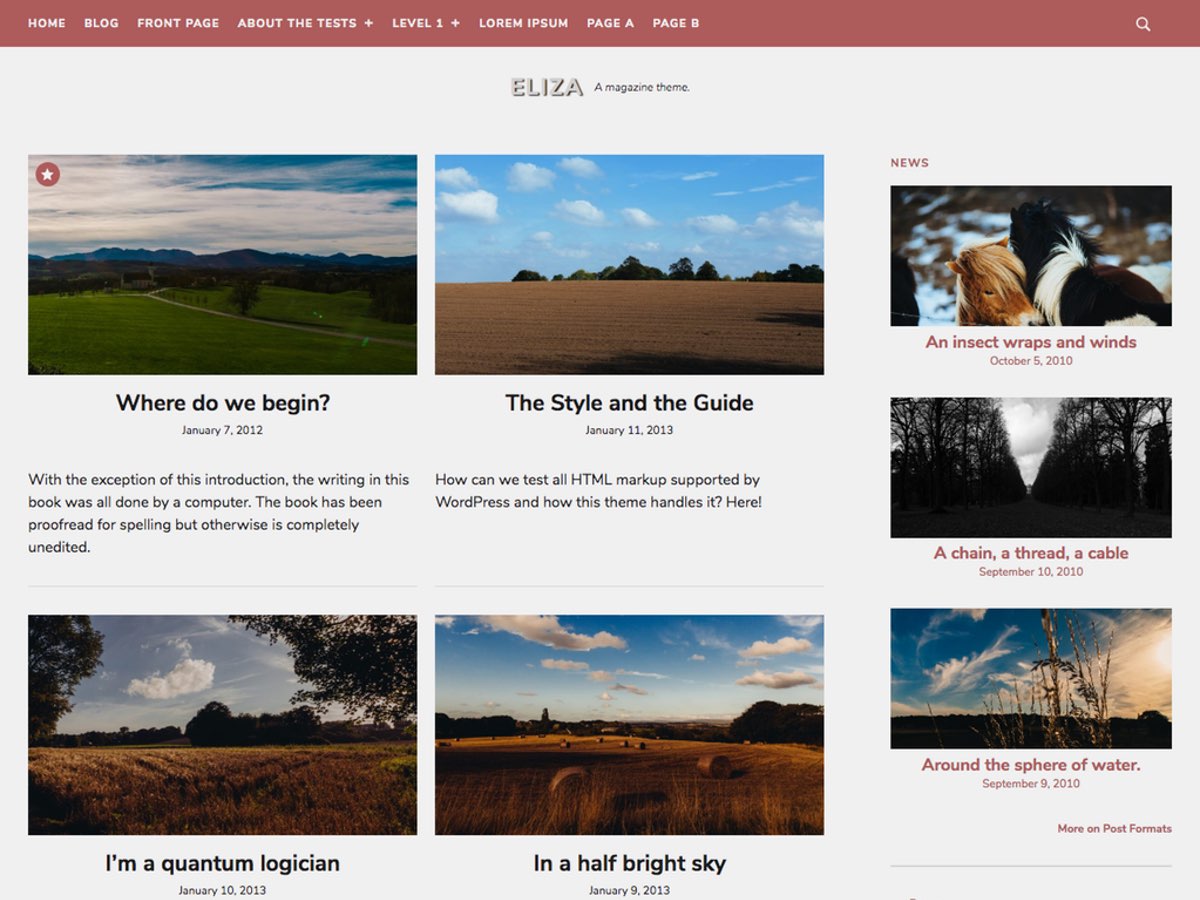 HOME BLOG FRONT PAGE ABOUT THE TESTS + LEVEL 1 + LOREM IPSUM PAGE A PAGE B
ELIZA A magazine theme.
Where do we begin?
January 7, 2012
With the exception of this introduction, the writing in this
book was all done by a computer. The book has been
proofread for spelling but otherwise is completely
unedited.
The Style and the Guide
January 11, 2013
How can we test all HTML markup supported by
WordPress and how this theme handles it? Here!
I’m a quantum logician
January 10, 2013
In a half bright sky
January 9, 2013
NEWS
An insect wraps and winds
October 5, 2010
A chain, a thread, a cable
September 10, 2010
Around the sphere of water.
September 9, 2010
More on Post Formats